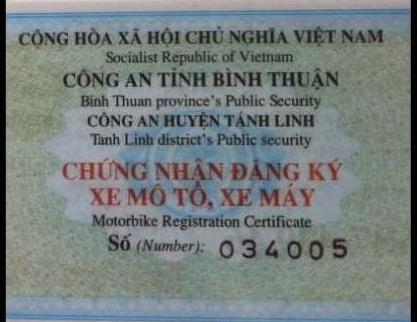 CỘNG HÒA XÃ HỘI CHỦ NGHĨA VIỆT NAM
Socialist Republic of Vietnam
CÔNG AN TỈNH BÌNH THUẬN
Binh Thuan province's Public Security
CÔNG AN HUYỆN TÁNH LINH
Tanh Linh district's Public security
CHỨNG NHẬN ĐĂNG KÝ
XE MÔ TÔ, XE MÁY
Motorbike Registration Certificate
Số (Number): 034005